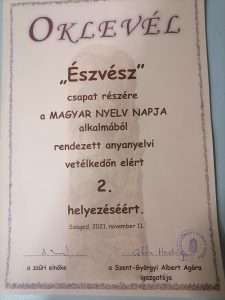 OKLEVÉL
„Észvész”
csapat részére
a MAGYAR NYELV NAPJA
alkalmából
rendezett anyanyelvi
vetélkedőn elért
2.
helyezéséért.
Szeged, 2021. november 11.
a zsűri elnöke
a Szent-Györgyi Albert Agóra
igazgatója